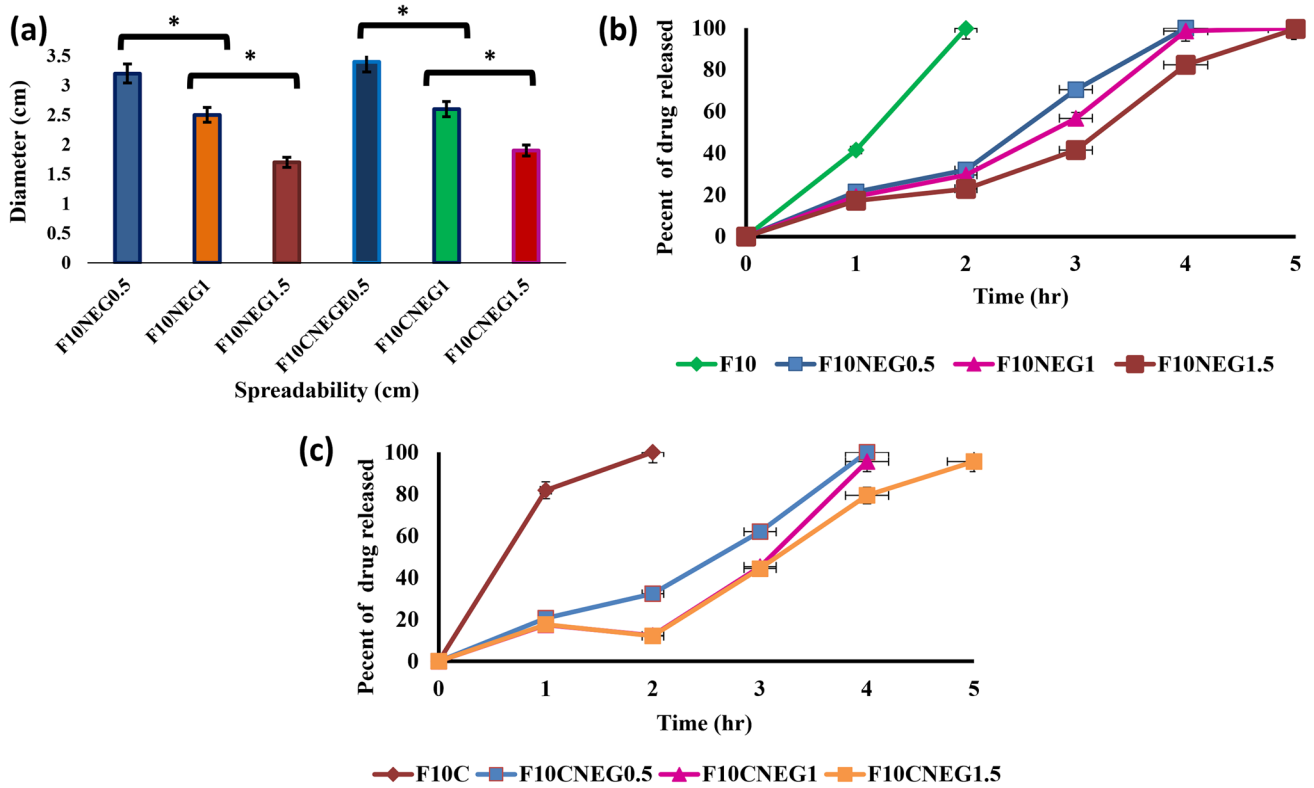 (a)
*
*
*
*
3.5
3
2.5
2
1.5
1
0.5
0
Diameter (cm)
F10NEG0.5
F10NEG1
F10NEG1.5
F10CNEGE0.5
F10CNEG1
F10CNEG1.5
Spreadability (cm)
(b)
Pecent of drug released
100
80
60
40
20
0
0 1 2 3 4 5
Time (hr)
F10 F10NEG0.5 F10NEG1 F10NEG1.5
(c)
Pecent of drug released
100
80
60
40
20
0
0 1 2 3 4 5
Time (hr)
F10C F10CNEG0.5 F10CNEG1 F10CNEG1.5